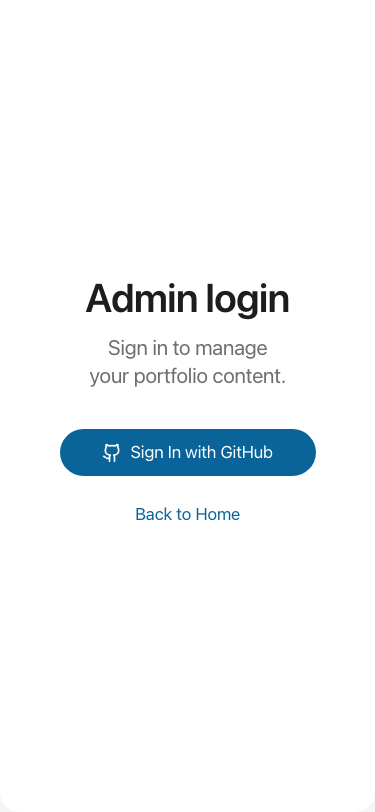 Admin login
Sign in to manage
your portfolio content.
Sign In with GitHub
Back to Home